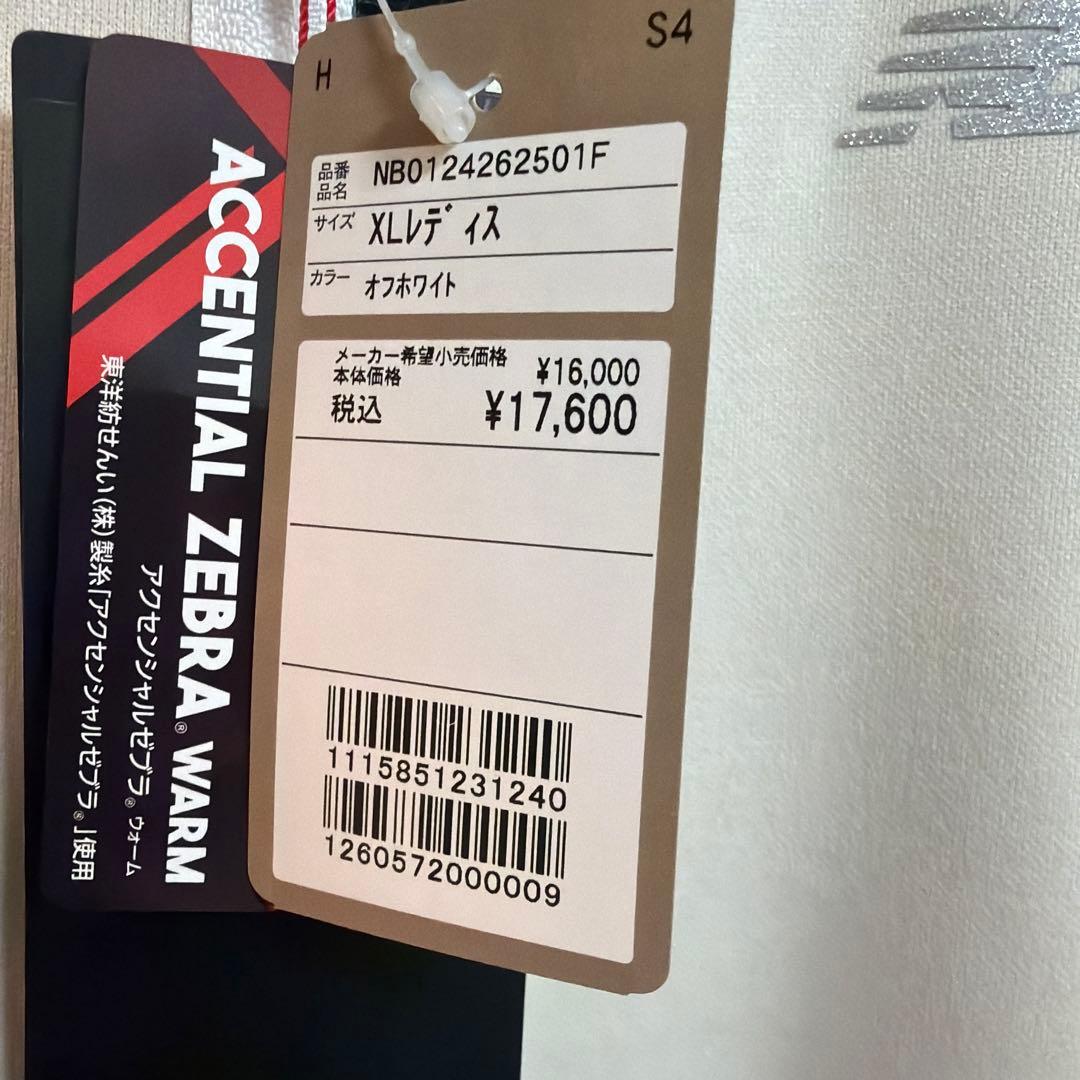 H
S4
品番 NB0124262501F
品名
サイズ XLレディス
カラー オフホワイト
メーカー希望小売価格
本体価格 ¥16,000
税込 ¥17,600
1115851231240
1260572000009
ACCENTIAL ZEBRA® WARM
アクセンシャルゼブラ® ウォーム
東洋紡せんい(株)製糸「アクセンシャルゼブラ®」使用